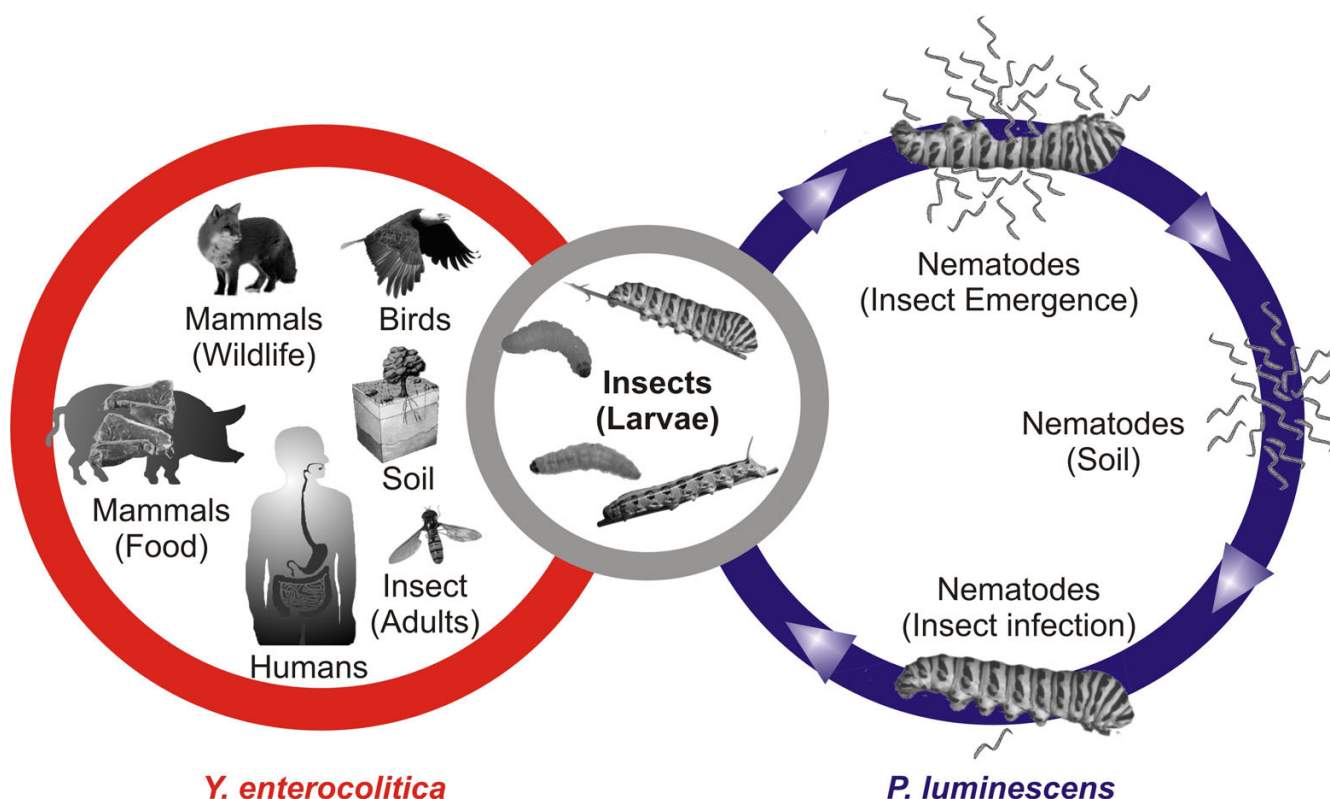 Mammals
(Wildlife)
Birds
Mammals
(Food)
Soil
Insect
(Adults)
Humans
Insects
(Larvae)
Nematodes
(Insect Emergence)
Nematodes
(Soil)
Nematodes
(Insect infection)
Y. enterocolitica
P. luminescens